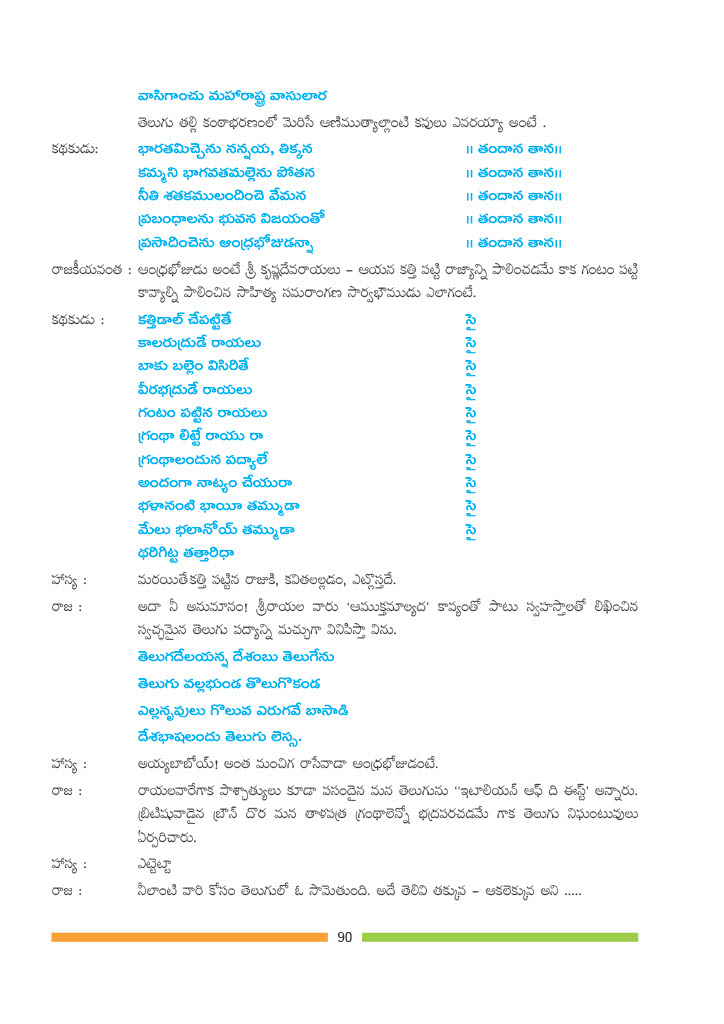 వాసిగాంచు మహారాష్ట్ర వాసులార
తెలుగు తల్లి కంఠాభరణంలో మెరిసే ఆణిముత్యాల్లాంటి కవులు ఎవరయ్యా అంటే .
కథకుడు: భారతమిచ్చెను నన్నయ, తిక్కన ॥ తందాన తాన॥
కమ్మని భాగవతమల్లెను పోతన ॥ తందాన తాన॥
నీతి శతకములందించె వేమన ॥ తందాన తాన॥
ప్రబంధాలను భువన విజయంతో ॥ తందాన తాన॥
ప్రసాదించెను ఆంధ్రభోజుడన్నా ॥ తందాన తాన॥
రాజకీయవంత : ఆంధ్రభోజుడు అంటే శ్రీ కృష్ణదేవరాయలు – ఆయన కత్తి పట్టి రాజ్యాన్ని పాలించడమే కాక గంటం పట్టి
కావ్యాల్ని పాలించిన సాహిత్య సమరాంగణ సార్వభౌముడు ఎలాగంటే.
కథకుడు : కత్తిడాల్ చేపట్టితే సై
కాలరుద్రుడే రాయలు సై
బాకు బల్లెం విసిరితే సై
వీరభద్రుడే రాయలు సై
గంటం పట్టిన రాయలు సై
గ్రంథా లిట్టే రాయు రా సై
గ్రంథాలందున పద్యాలే సై
అందంగా నాట్యం చేయురా సై
భళానంటి భాయీ తమ్ముడా సై
మేలు భలానోయ్ తమ్ముడా సై
థరిగిట్ట తత్తారిధా
హాస్య : మరయితేకత్తి పట్టిన రాజుకి, కవితలల్లడం, ఎట్లొస్తదే.
రాజ : అదా నీ అనుమానం! శ్రీరాయల వారు 'ఆముక్తమాల్యద' కావ్యంతో పాటు స్వహస్తాలతో లిఖించిన
స్వచ్ఛమైన తెలుగు పద్యాన్ని మచ్చుగా వినిపిస్తా విను.
తెలుగదేలయన్న దేశంబు తెలుగేను
తెలుగు వల్లభుండ తొలుగొకండ
ఎల్లనృపులు గొలువ ఎరుగవే బాసాడి
దేశభాషలందు తెలుగు లెస్స.
హాస్య : అయ్యబాబోయ్! అంత మంచిగ రాసేవాడా ఆంధ్రభోజుడంటే.
రాజ : రాయలవారేగాక పాశ్చాత్యులు కూడా పసందైన మన తెలుగును "ఇటాలియన్ ఆఫ్ ది ఈస్ట్' అన్నారు.
బ్రిటిషువాడైన బ్రౌన్ దొర మన తాళపత్ర గ్రంథాలెన్నో భద్రపరచడమే గాక తెలుగు నిఘంటువులు
ఏర్పరిచారు.
హాస్య : ఎట్టెట్టా
రాజ : నీలాంటి వారి కోసం తెలుగులో ఓ సామెతుంది. అదే తెలివి తక్కువ – ఆకలెక్కువ అని .....
90